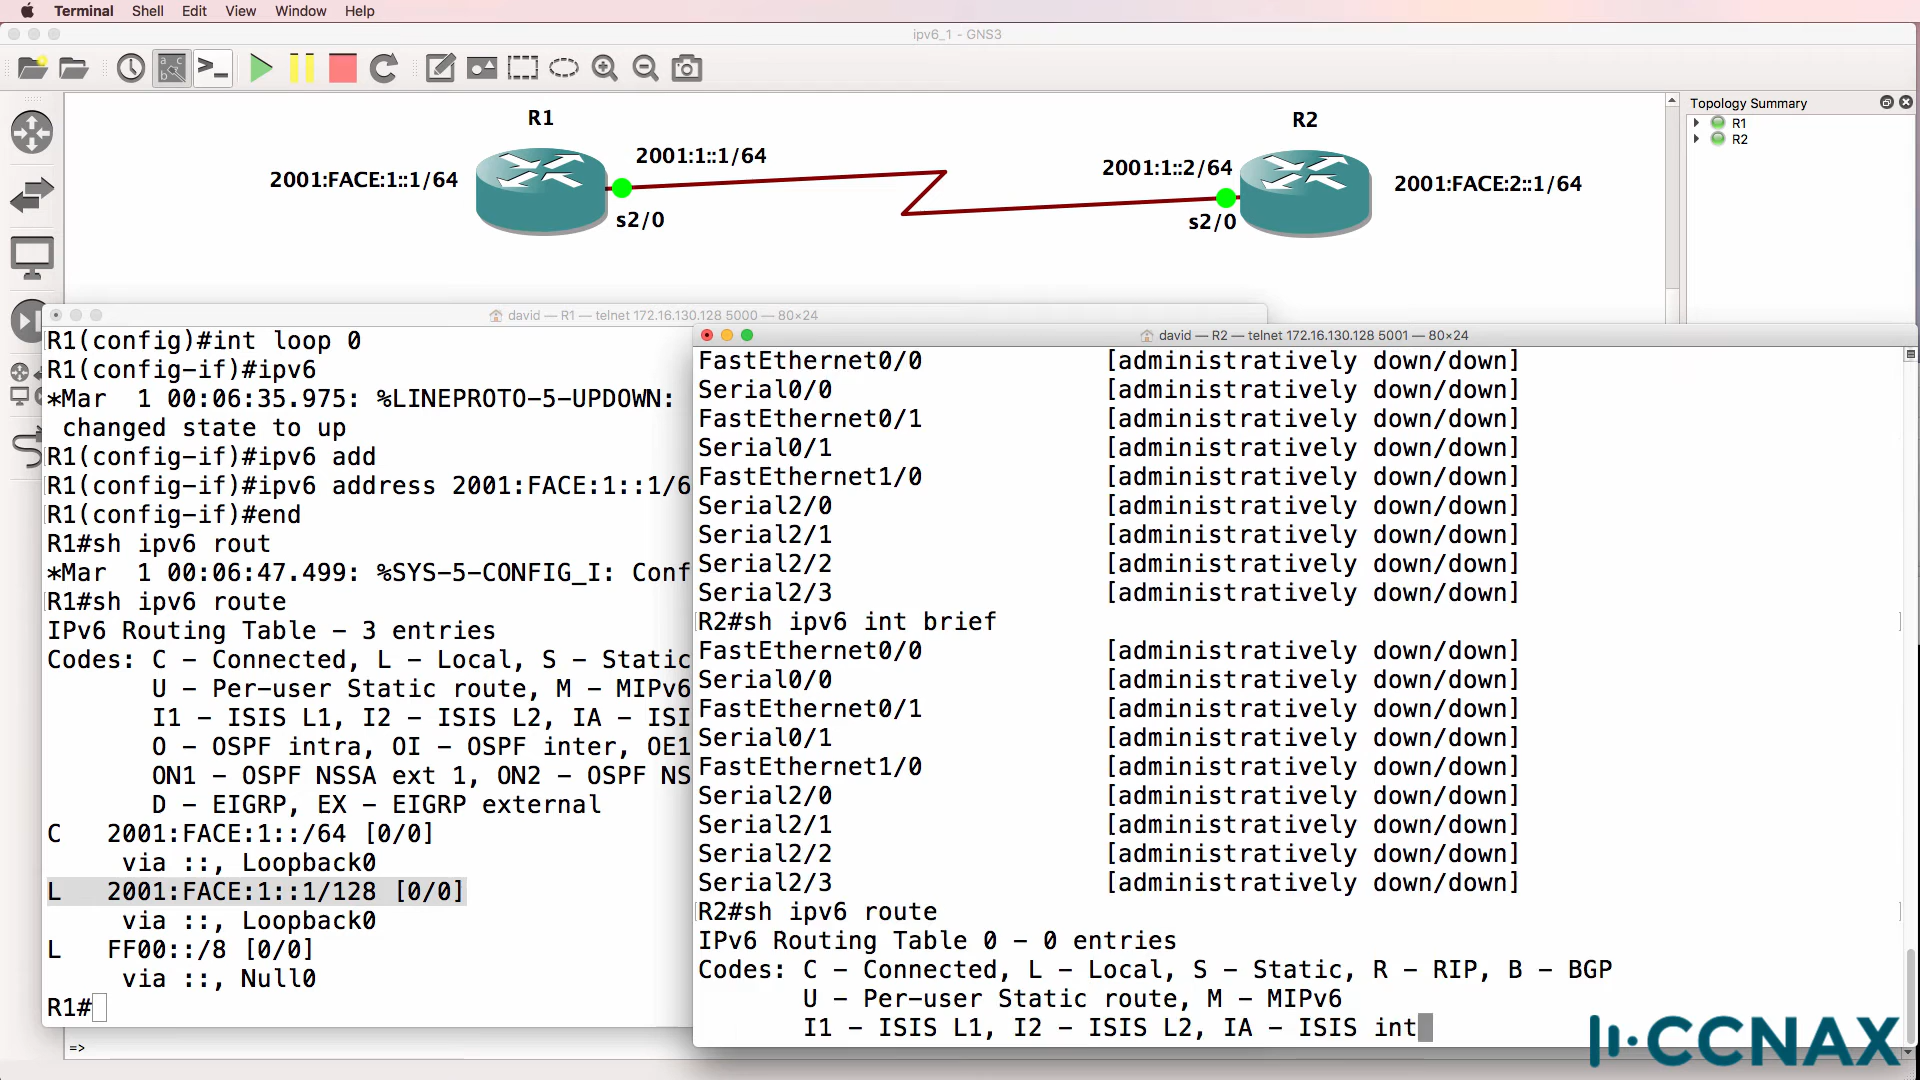 Terminal Shell Edit View Window Help
ipv6_1 - GNS3
R1
R2
2001:1::1/64
2001:1::2/64
2001:FACE:1::1/64
2001:FACE:2::1/64
s2/0
s2/0
Topology Summary
R1
R2
david — R1 — telnet 172.16.130.128 5000 — 80×24
R1(config)#int loop 0
R1(config-if)#ipv6
*Mar  1 00:06:35.975: %LINEPROTO-5-UPDOWN:
changed state to up
R1(config-if)#ipv6 add
R1(config-if)#ipv6 address 2001:FACE:1::1/6
R1(config-if)#end
R1#sh ipv6 rout
*Mar  1 00:06:47.499: %SYS-5-CONFIG_I: Conf
R1#sh ipv6 route
IPv6 Routing Table - 3 entries
Codes: C - Connected, L - Local, S - Static
U - Per-user Static route, M - MIPv6
I1 - ISIS L1, I2 - ISIS L2, IA - ISI
O - OSPF intra, OI - OSPF inter, OE1
ON1 - OSPF NSSA ext 1, ON2 - OSPF NS
D - EIGRP, EX - EIGRP external
C   2001:FACE:1::/64 [0/0]
via ::, Loopback0
L   2001:FACE:1::1/128 [0/0]
via ::, Loopback0
L   FF00::/8 [0/0]
via ::, Null0
R1#
=>
david — R2 — telnet 172.16.130.128 5001 — 80×24
FastEthernet0/0            [administratively down/down]
Serial0/0                  [administratively down/down]
FastEthernet0/1            [administratively down/down]
Serial0/1                  [administratively down/down]
FastEthernet1/0            [administratively down/down]
Serial2/0                  [administratively down/down]
Serial2/1                  [administratively down/down]
Serial2/2                  [administratively down/down]
Serial2/3                  [administratively down/down]
R2#sh ipv6 int brief
FastEthernet0/0            [administratively down/down]
Serial0/0                  [administratively down/down]
FastEthernet0/1            [administratively down/down]
Serial0/1                  [administratively down/down]
FastEthernet1/0            [administratively down/down]
Serial2/0                  [administratively down/down]
Serial2/1                  [administratively down/down]
Serial2/2                  [administratively down/down]
Serial2/3                  [administratively down/down]
R2#sh ipv6 route
IPv6 Routing Table 0 - 0 entries
Codes: C - Connected, L - Local, S - Static, R - RIP, B - BGP
U - Per-user Static route, M - MIPv6
I1 - ISIS L1, I2 - ISIS L2, IA - ISIS int
CCNAX